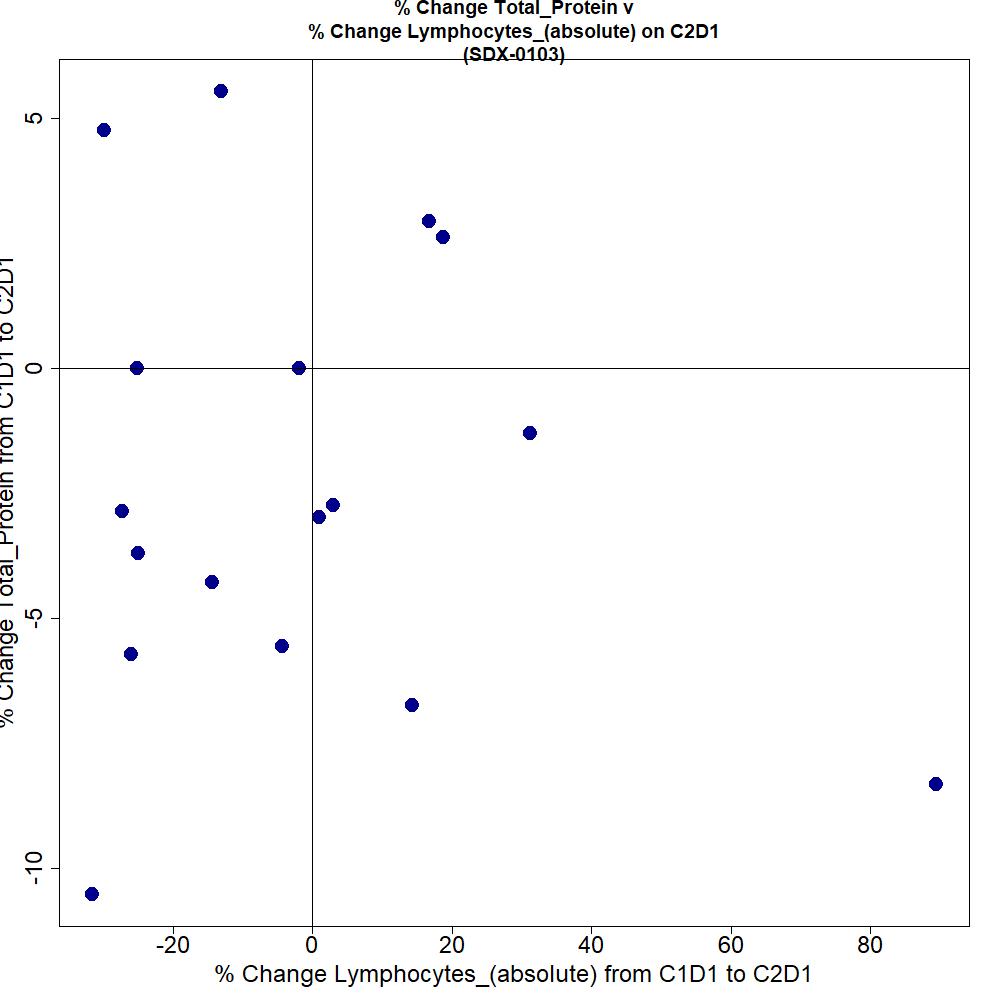 % Change Total_Protein v
% Change Lymphocytes_(absolute) on C2D1
(SDX-0103)
% Change Total_Protein from C1D1 to C2D1
5
0
-5
-10
-20
0
20
40
60
80
% Change Lymphocytes_(absolute) from C1D1 to C2D1